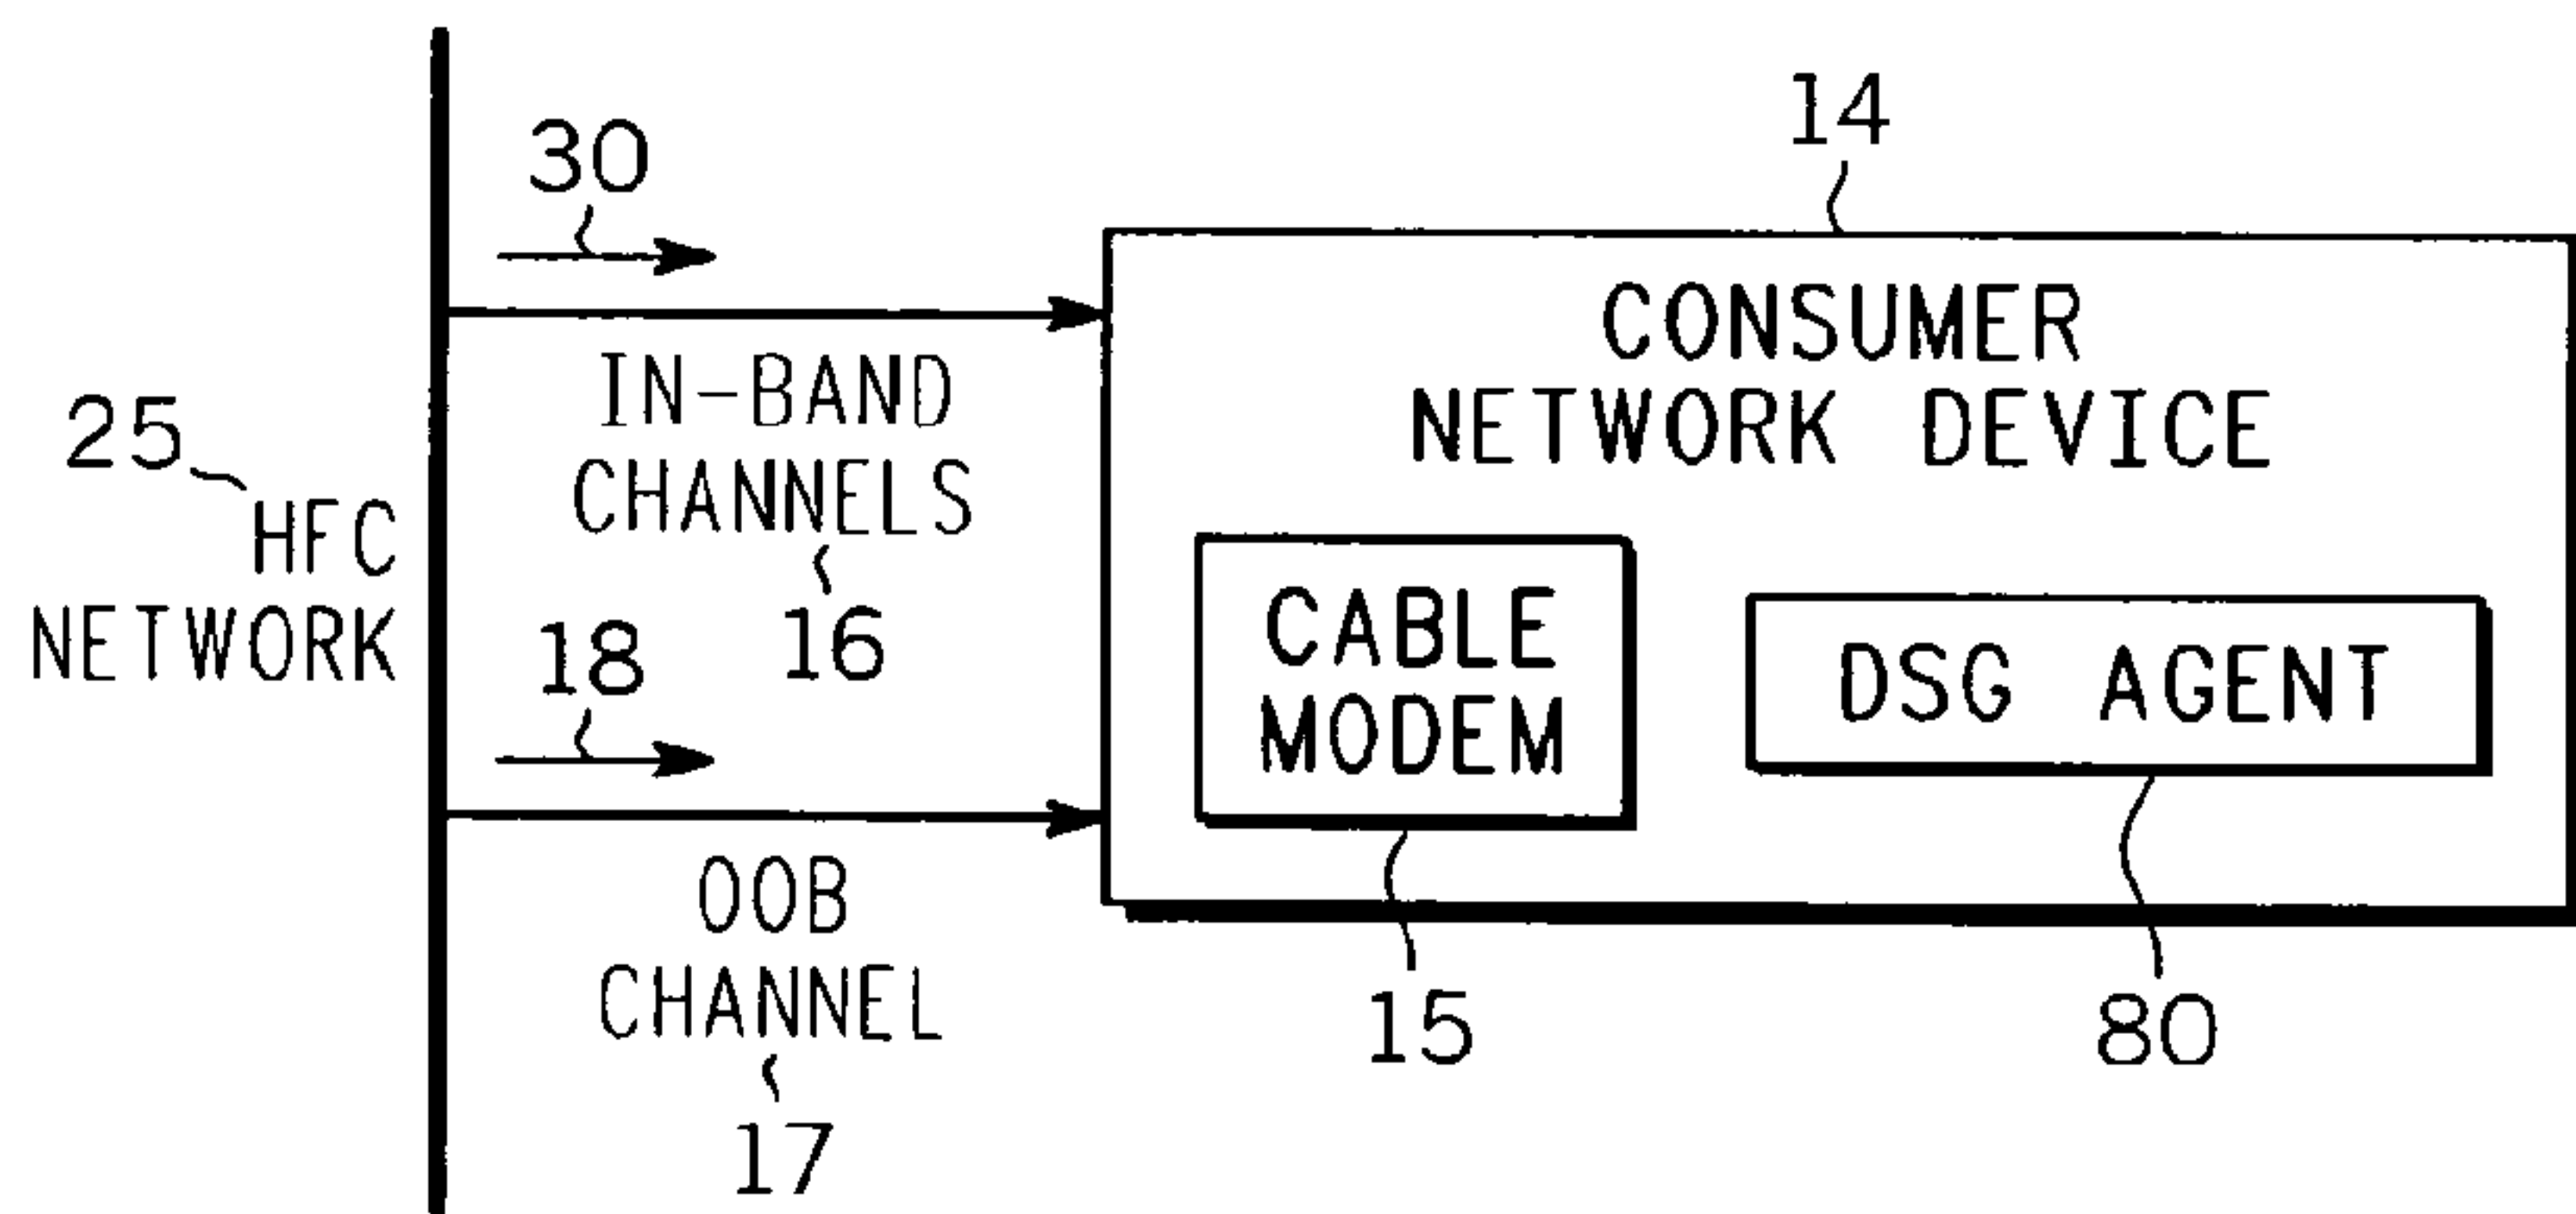 30
14
IN-BAND
CHANNELS
16
25
HFC
NETWORK
18
OOB
CHANNEL
17
CONSUMER
NETWORK DEVICE
CABLE
MODEM
DSG AGENT
15
80